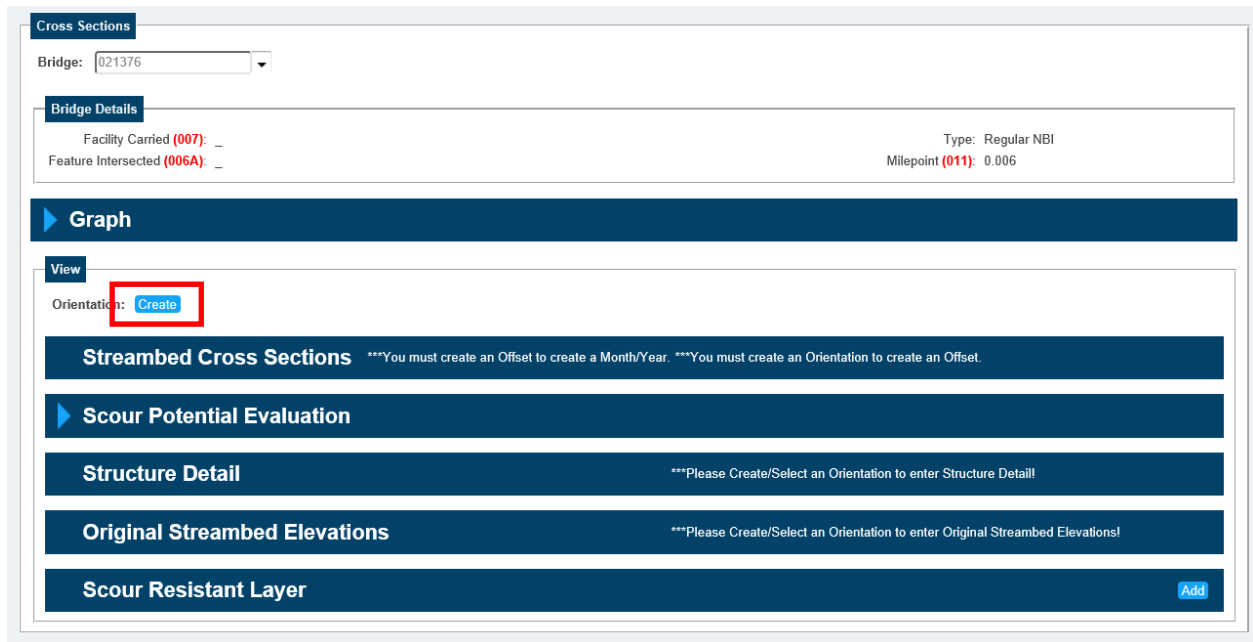 Cross Sections
Bridge: 021376
Bridge Details
Facility Carried (007): _ Type: Regular NBI
Feature Intersected (006A): _ Milepoint (011): 0.006
Graph
View
Orientation: Create
Streambed Cross Sections ***You must create an Offset to create a Month/Year. ***You must create an Orientation to create an Offset.
Scour Potential Evaluation
Structure Detail ***Please Create/Select an Orientation to enter Structure Detail!
Original Streambed Elevations ***Please Create/Select an Orientation to enter Original Streambed Elevations!
Scour Resistant Layer Add